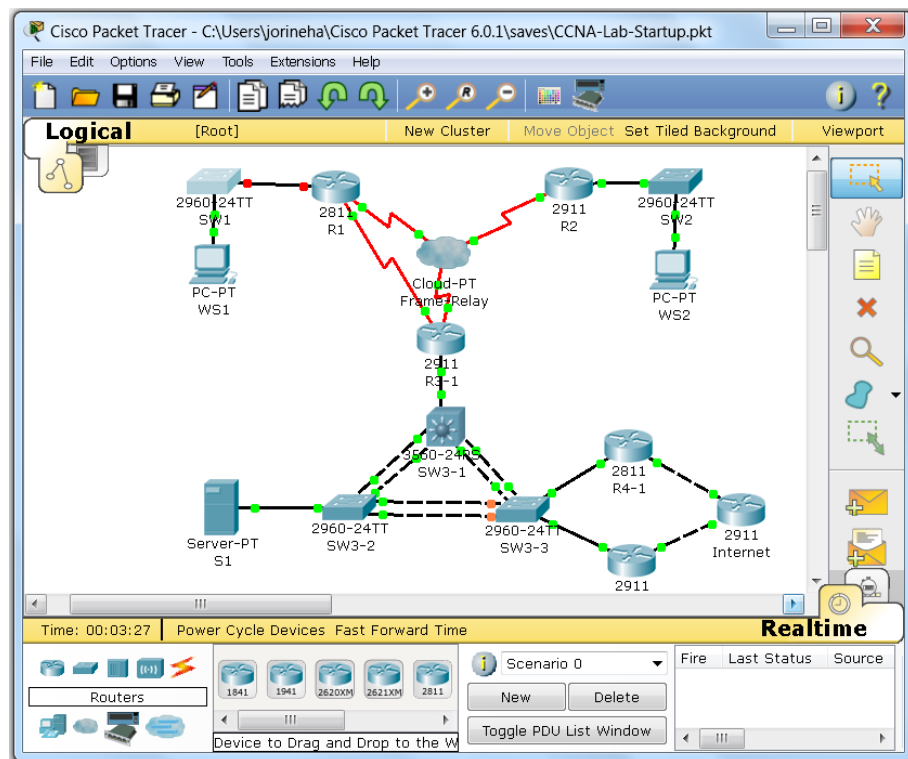 Cisco Packet Tracer - C:\Users\jorineha\Cisco Packet Tracer 6.0.1\saves\CCNA-Lab-Startup.pkt
File Edit Options View Tools Extensions Help
Logical [Root] New Cluster Move Object Set Tiled Background Viewport
2960-24TT
SW1
2811
R1
2911
R2
2960-24TT
SW2
PC-PT
WS1
Cloud-PT
Frame-Relay
PC-PT
WS2
2911
R3-1
3560-24PS
SW3-1
2811
R4-1
Server-PT
S1
2960-24TT
SW3-2
2960-24TT
SW3-3
2911
Internet
2911
Time: 00:03:27 Power Cycle Devices Fast Forward Time Realtime
Routers
1841 1941 2620XM 2621XM 2811
Device to Drag and Drop to the W
Scenario 0
New Delete
Toggle PDU List Window
Fire Last Status Source